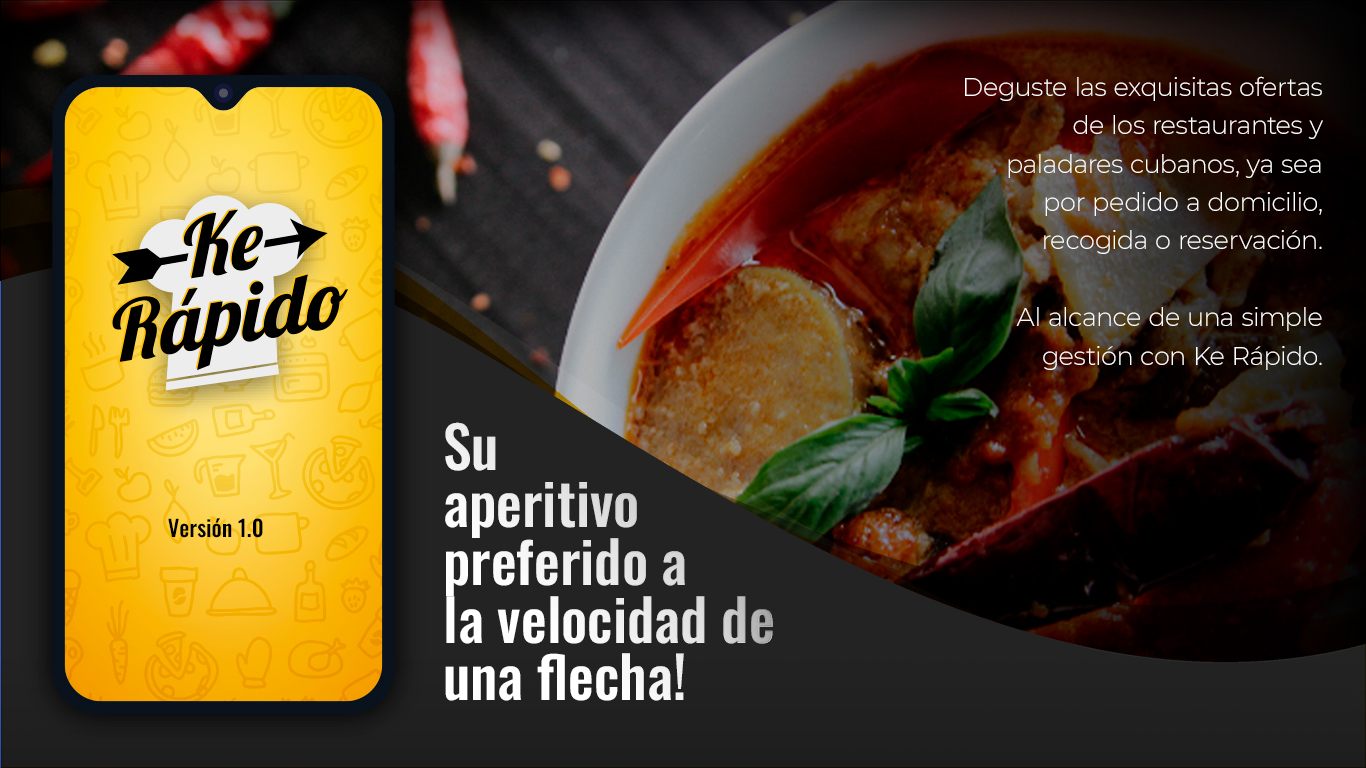 Ke
Rápido
Versión 1.0
Su
aperitivo
preferido a
la velocidad de
una flecha!
Deguste las exquisitas ofertas
de los restaurantes y
paladares cubanos, ya sea
por pedido a domicilio,
recogida o reservación.
Al alcance de una simple
gestión con Ke Rápido.